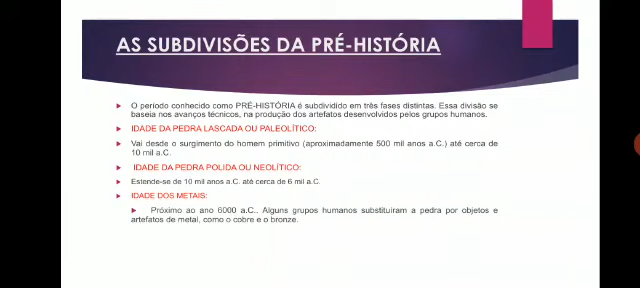 AS SUBDIVISÕES DA PRÉ-HISTÓRIA
O período conhecido como PRÉ-HISTÓRIA é subdividido em três fases distintas. Essa divisão se
baseia nos avanços técnicos, na produção dos artefatos desenvolvidos pelos grupos humanos.
IDADE DA PEDRA LASCADA OU PALEOLÍTICO:
Vai desde o surgimento do homem primitivo (aproximadamente 500 mil anos a.C.) até cerca de
10 mil a.C.
IDADE DA PEDRA POLIDA OU NEOLÍTICO:
Estende-se de 10 mil anos a.C. até cerca de 6 mil a.C.
IDADE DOS METAIS:
Próximo ao ano 6000 a.C.. Alguns grupos humanos substituíram a pedra por objetos e
artefatos de metal, como o cobre e o bronze.